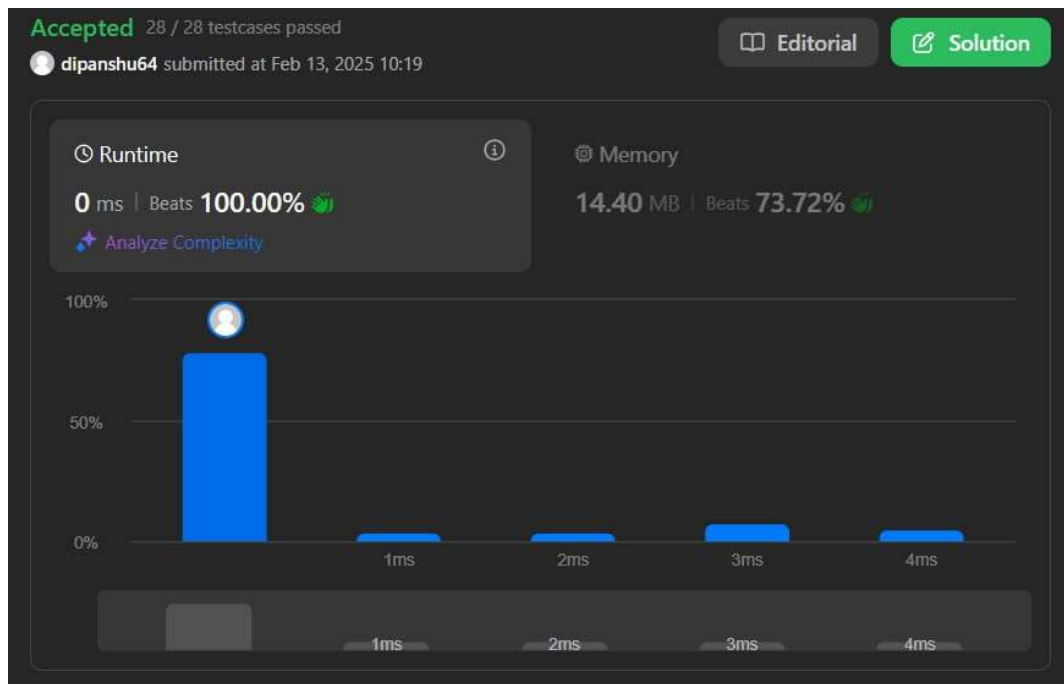 Accepted 28 / 28 testcases passed
Editorial
Solution
dipanshu64 submitted at Feb 13, 2025 10:19
Runtime
0 ms | Beats 100.00%
Analyze Complexity
Memory
14.40 MB | Beats 73.72%
100%
50%
0%
1ms 2ms 3ms 4ms
1ms 2ms 3ms 4ms